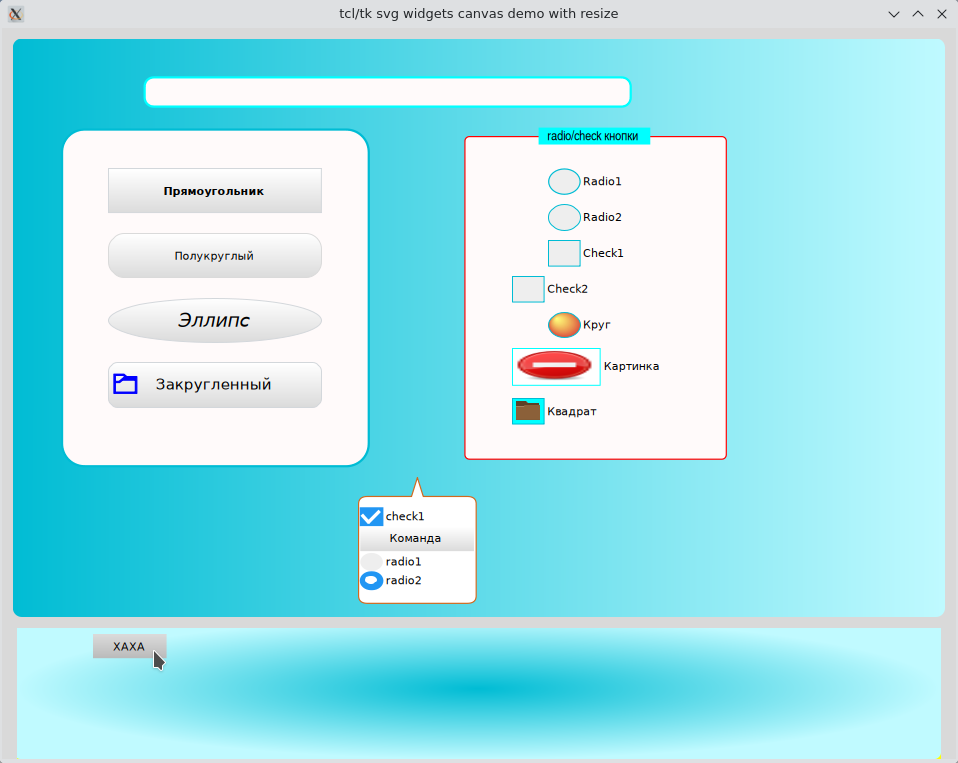 tcl/tk svg widgets canvas demo with resize
radio/check кнопки
Прямоугольник
Полукруглый
Эллипс
Закругленный
Radio1
Radio2
Check1
Check2
Круг
Картинка
Квадрат
check1
Команда
radio1
radio2
ХАХА